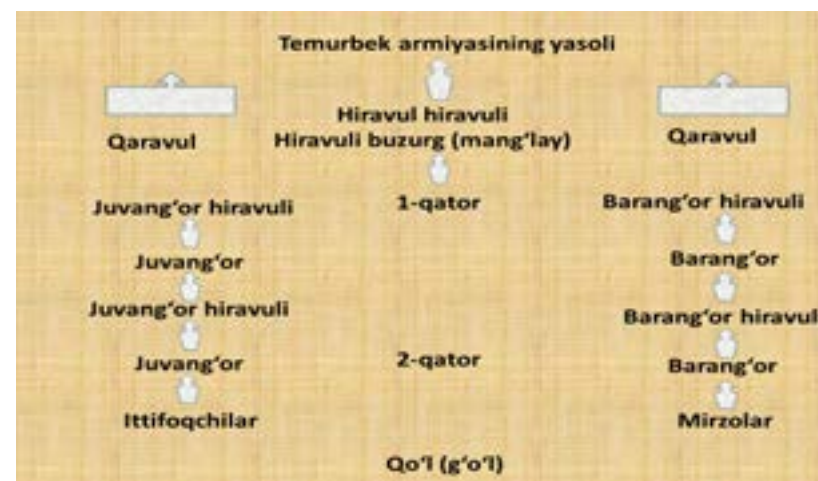 Temurbek armiyasining yasoli
Hiravul hiravuli
Qaravul
Hiravuli buzurg (mang‘lay)
Qaravul
Juvang‘or hiravuli
1-qator
Barang‘or hiravuli
Juvang‘or
Barang‘or
Juvang‘or hiravuli
Barang‘or hiravul
Juvang‘or
2-qator
Barang‘or
Ittifoqchilar
Mirzolar
Qo‘l (g‘o‘l)